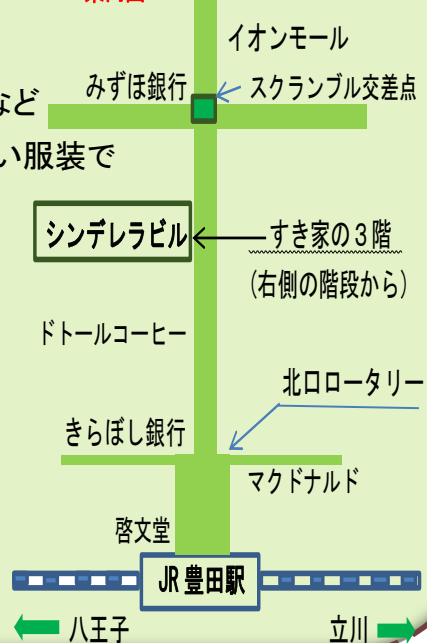 イオンモール
みずほ銀行
スクランブル交差点
など
い服装で
シンデレラビル
すき家の3階
(右側の階段から)
ドトールコーヒー
北口ロータリー
きらぼし銀行
マクドナルド
啓文堂
JR豊田駅
八王子
立川